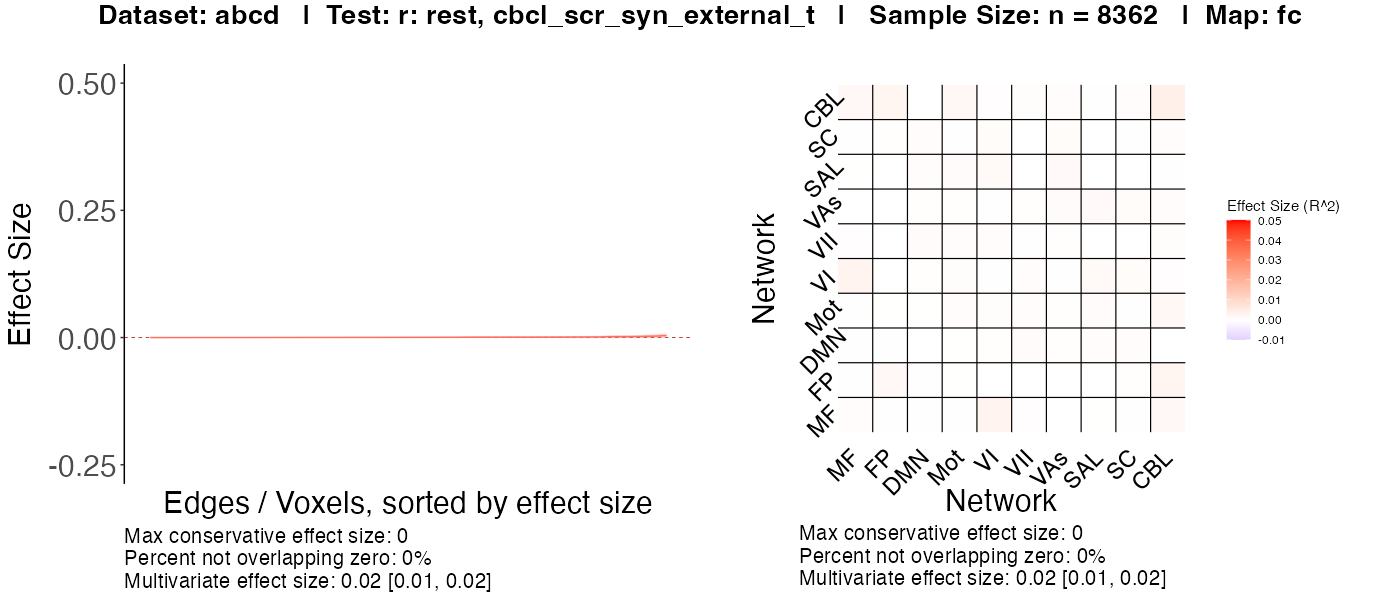 Dataset: abcd | Test: r: rest, cbcl_scr_syn_external_t | Sample Size: n = 8362 | Map: fc
Effect Size
0.50
0.25
0.00
-0.25
Edges / Voxels, sorted by effect size
Max conservative effect size: 0
Percent not overlapping zero: 0%
Multivariate effect size: 0.02 [0.01, 0.02]
Network
CBL
SC
SAL
VAs
VII
VI
Mot
DMN
FP
MF
MF FP DMN Mot VI VII VAs SAL SC CBL
Network
Max conservative effect size: 0
Percent not overlapping zero: 0%
Multivariate effect size: 0.02 [0.01, 0.02]
Effect Size (R^2)
0.05
0.04
0.03
0.02
0.01
0.00
-0.01